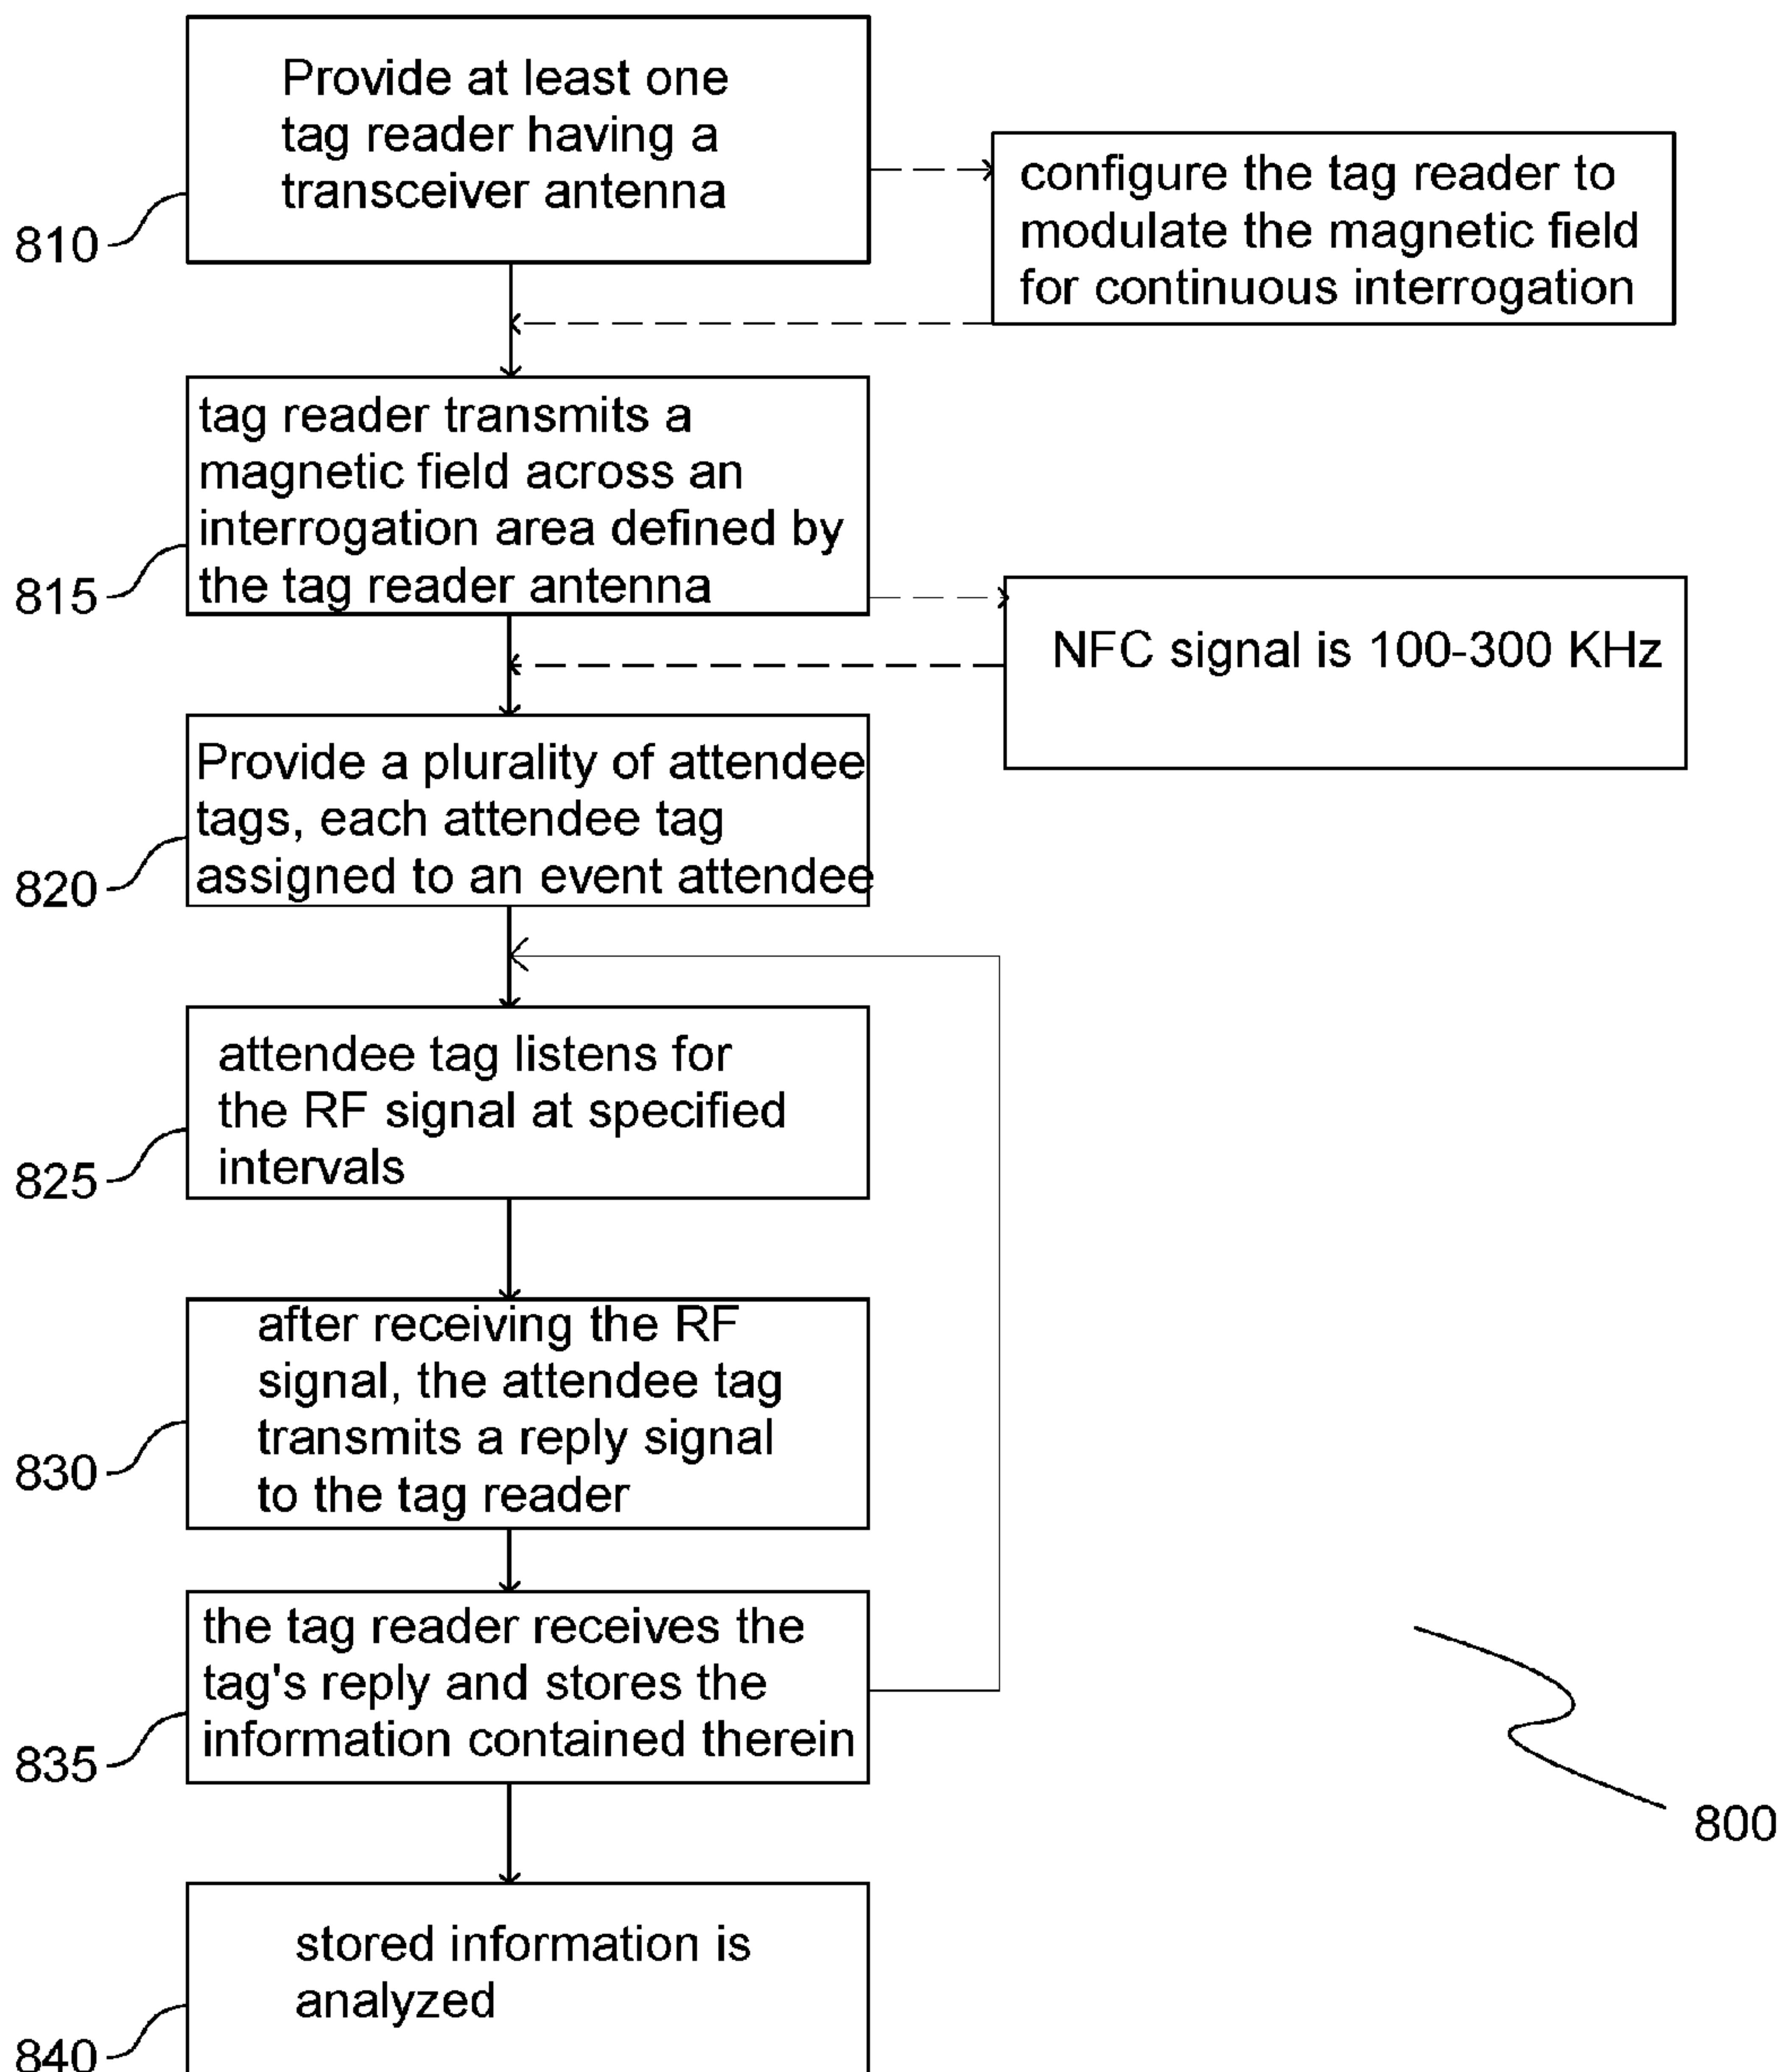 Provide at least one
tag reader having a
transceiver antenna
810
configure the tag reader to
modulate the magnetic field
for continuous interrogation
tag reader transmits a
magnetic field across an
interrogation area defined by
the tag reader antenna
815
NFC signal is 100-300 KHz
Provide a plurality of attendee
tags, each attendee tag
assigned to an event attendee
820
attendee tag listens for
the RF signal at specified
intervals
825
after receiving the RF
signal, the attendee tag
transmits a reply signal
to the tag reader
830
the tag reader receives the
tag's reply and stores the
information contained therein
835
800
stored information is
analyzed
840